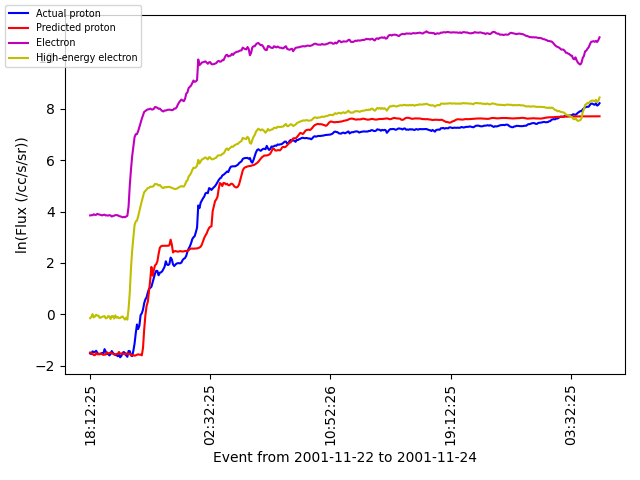 Actual proton
Predicted proton
Electron
High-energy electron
ln(Flux (/cc/s/sr))
8
6
4
2
0
−2
18:12:25
02:32:25
10:52:26
19:12:25
03:32:25
Event from 2001-11-22 to 2001-11-24